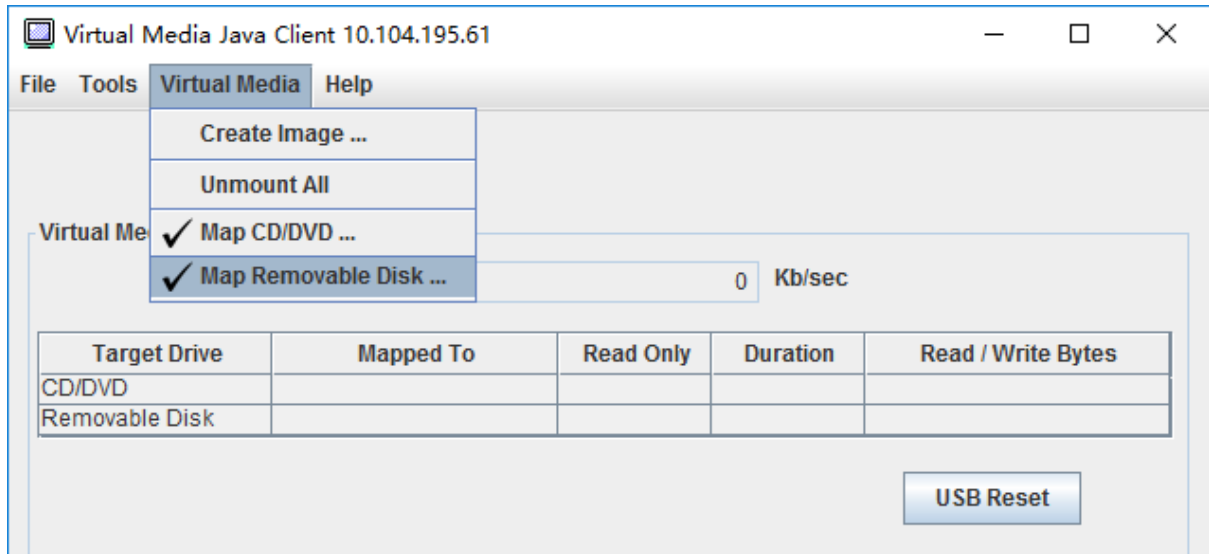 Virtual Media Java Client 10.104.195.61
File Tools Virtual Media Help
Create Image ...
Unmount All
Virtual Me
Map CD/DVD ...
Map Removable Disk ...
0 Kb/sec
Target Drive Mapped To Read Only Duration Read / Write Bytes
CD/DVD
Removable Disk
USB Reset